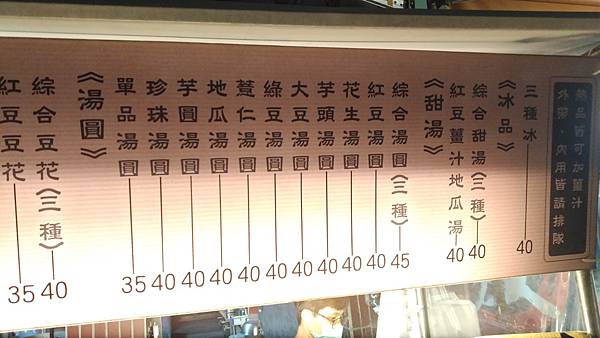 熱品皆可加薑汁
外帶、內用皆請排隊
《冰品》
三種冰 40
《甜湯》
綜合甜湯(三種) 40
紅豆薑汁地瓜湯 40
綜合湯圓(三種) 45
紅豆湯圓 40
花生湯圓 40
芋頭湯圓 40
大豆湯圓 40
綠豆湯圓 40
薏仁湯圓 40
地瓜湯圓 40
芋圓湯圓 40
珍珠湯圓 40
單品湯圓 35
《湯圓》
綜合豆花(三種) 40
紅豆豆花 35